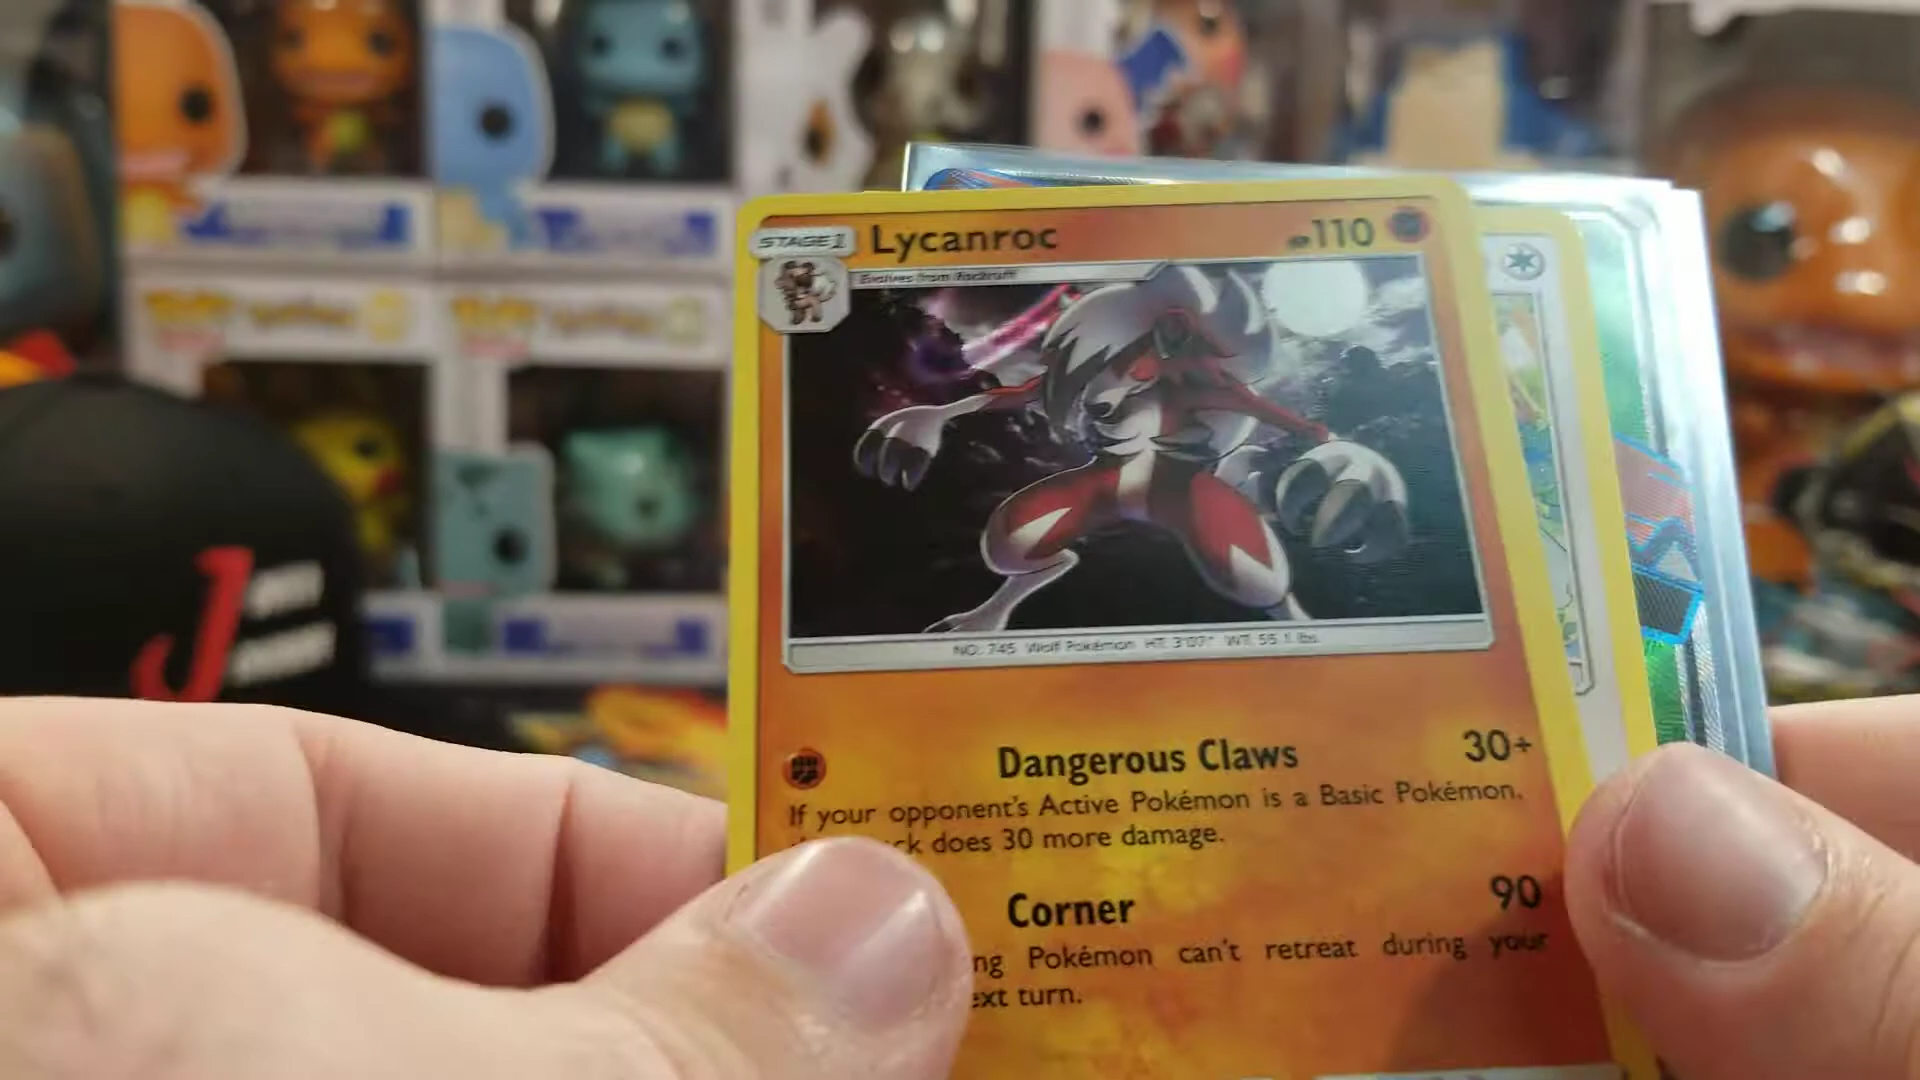 STAGE 1 Lycanroc HP110
Evolves from Rockruff
NO. 745 Wolf Pokémon HT: 3'07" WT: 55.1 lbs.
Dangerous Claws 30+
If your opponent's Active Pokémon is a Basic Pokémon,
does 30 more damage.
Corner 90
Pokémon can't retreat during your
turn.
J